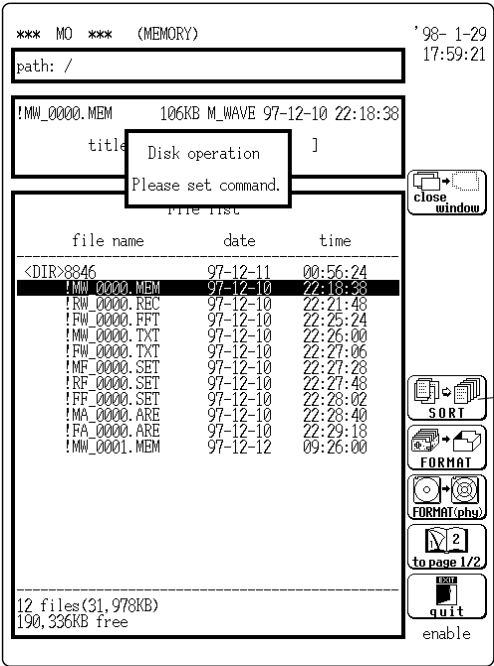 *** MO *** (MEMORY)
'98- 1-29
17:59:21
path: /
!MW_0000.MEM 106KB M_WAVE 97-12-10 22:18:38
title ]
Disk operation
Please set command.
File list
file name date time
<DIR>8846 97-12-11 00:56:24
!MW_0000.MEM 97-12-10 22:18:38
!RW_0000.REC 97-12-10 22:21:48
!FW_0000.FFT 97-12-10 22:25:24
!MW_0000.TXT 97-12-10 22:26:00
!FW_0000.TXT 97-12-10 22:27:06
!MF_0000.SET 97-12-10 22:27:28
!RF_0000.SET 97-12-10 22:27:48
!FF_0000.SET 97-12-10 22:28:02
!MA_0000.ARE 97-12-10 22:28:40
!FA_0000.ARE 97-12-10 22:29:18
!MW_0001.MEM 97-12-12 09:26:00
12 files(31,978KB)
190,336KB free
close
window
SORT
FORMAT
FORMAT(phy)
1 2
to page 1/2
EXIT
quit
enable